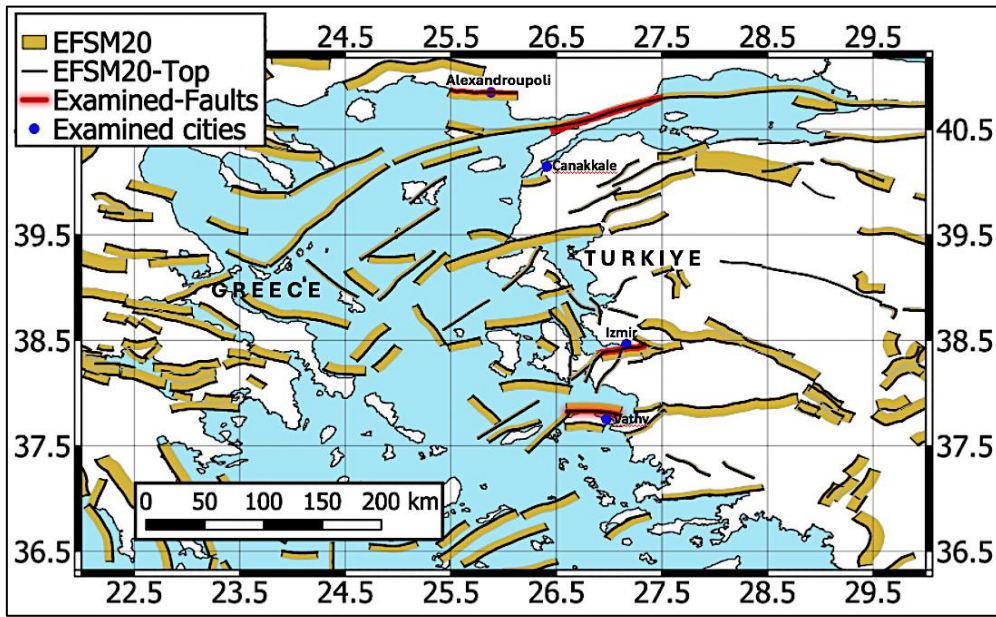 EFSM20
EFSM20-Top
Examined-Faults
Examined cities
24.5 25.5 26.5 27.5 28.5 29.5
Alexandroupoli
40.5 40.5
Canakkale
39.5 39.5
TURKIYE
GREECE
Izmir
38.5 38.5
Vathy
37.5 37.5
0 50 100 150 200 km
36.5 36.5
22.5 23.5 24.5 25.5 26.5 27.5 28.5 29.5